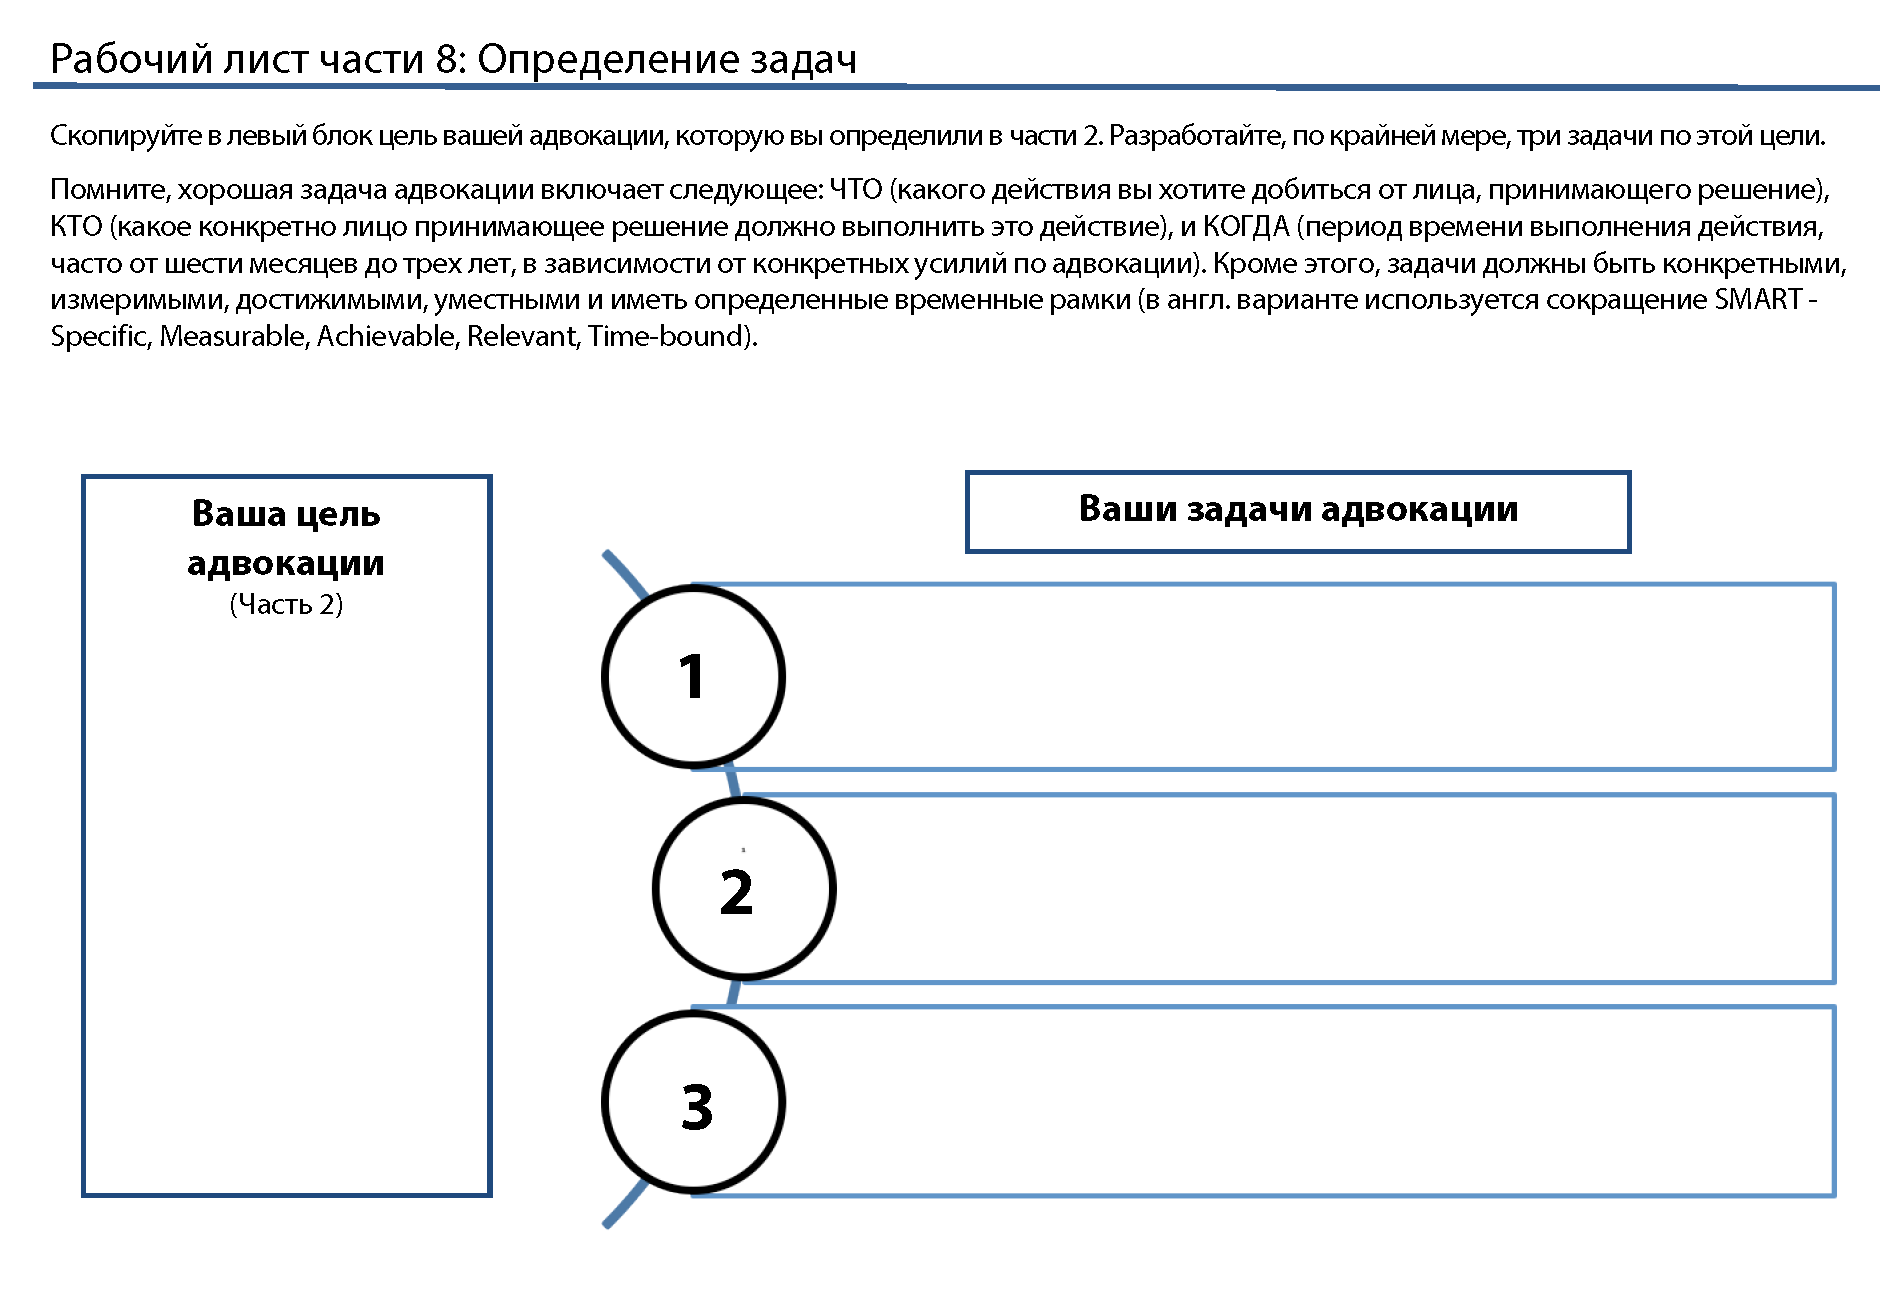 Рабочий лист части 8: Определение задач
Скопируйте в левый блок цель вашей адвокации, которую вы определили в части 2. Разработайте, по крайней мере, три задачи по этой цели.
Помните, хорошая задача адвокации включает следующее: ЧТО (какого действия вы хотите добиться от лица, принимающего решение),
КТО (какое конкретно лицо принимающее решение должно выполнить это действие), и КОГДА (период времени выполнения действия,
часто от шести месяцев до трех лет, в зависимости от конкретных усилий по адвокации). Кроме этого, задачи должны быть конкретными,
измеримыми, достижимыми, уместными и иметь определенные временные рамки (в англ. варианте используется сокращение SMART -
Specific, Measurable, Achievable, Relevant, Time-bound).
Ваша цель
адвокации
(Часть 2)
Ваши задачи адвокации
1
2
3